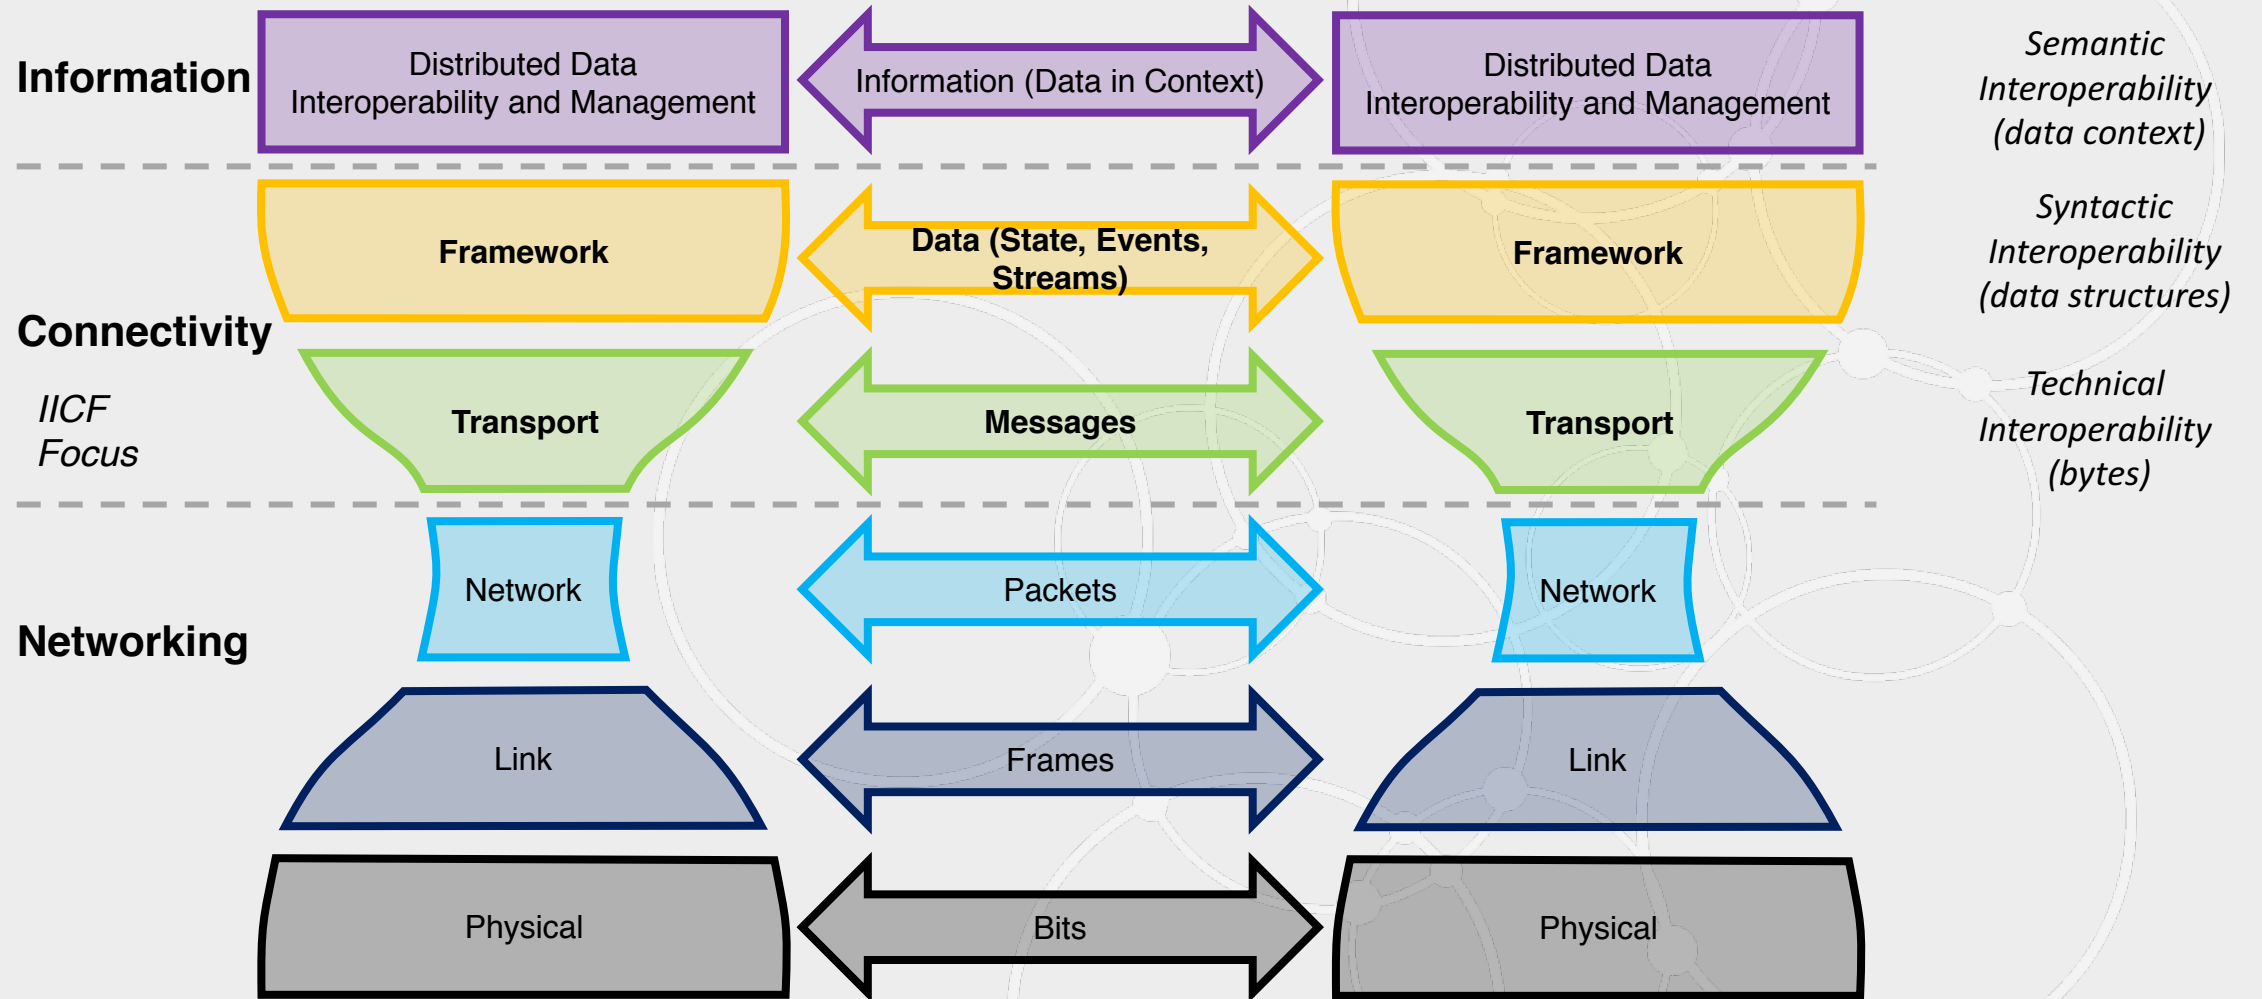 Information
Distributed Data
Interoperability and Management
Information (Data in Context)
Distributed Data
Interoperability and Management
Semantic
Interoperability
(data context)
Framework
Data (State, Events,
Streams)
Framework
Syntactic
Interoperability
(data structures)
Connectivity
IICF
Focus
Transport
Messages
Transport
Technical
Interoperability
(bytes)
Network
Packets
Network
Networking
Link
Frames
Link
Physical
Bits
Physical